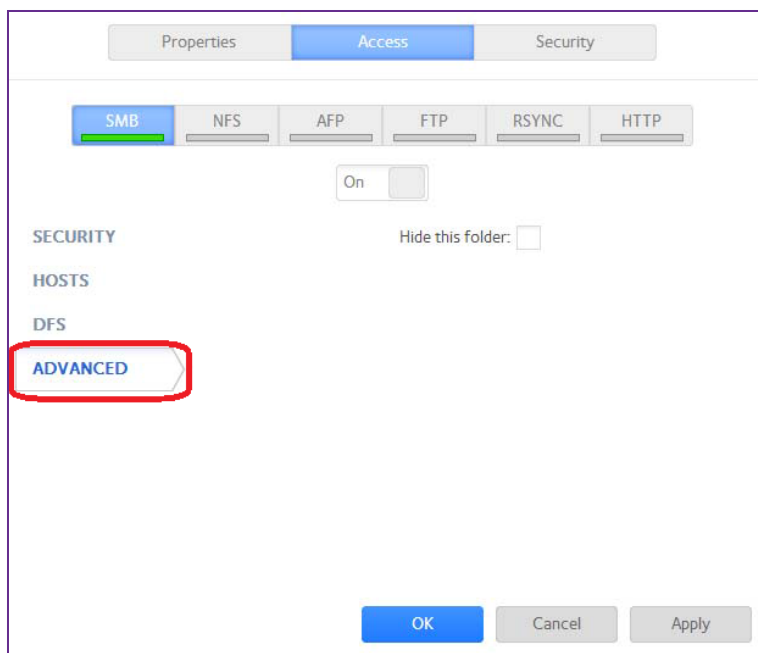 Properties Access Security
SMB NFS AFP FTP RSYNC HTTP
On
SECURITY Hide this folder:
HOSTS
DFS
ADVANCED
OK Cancel Apply